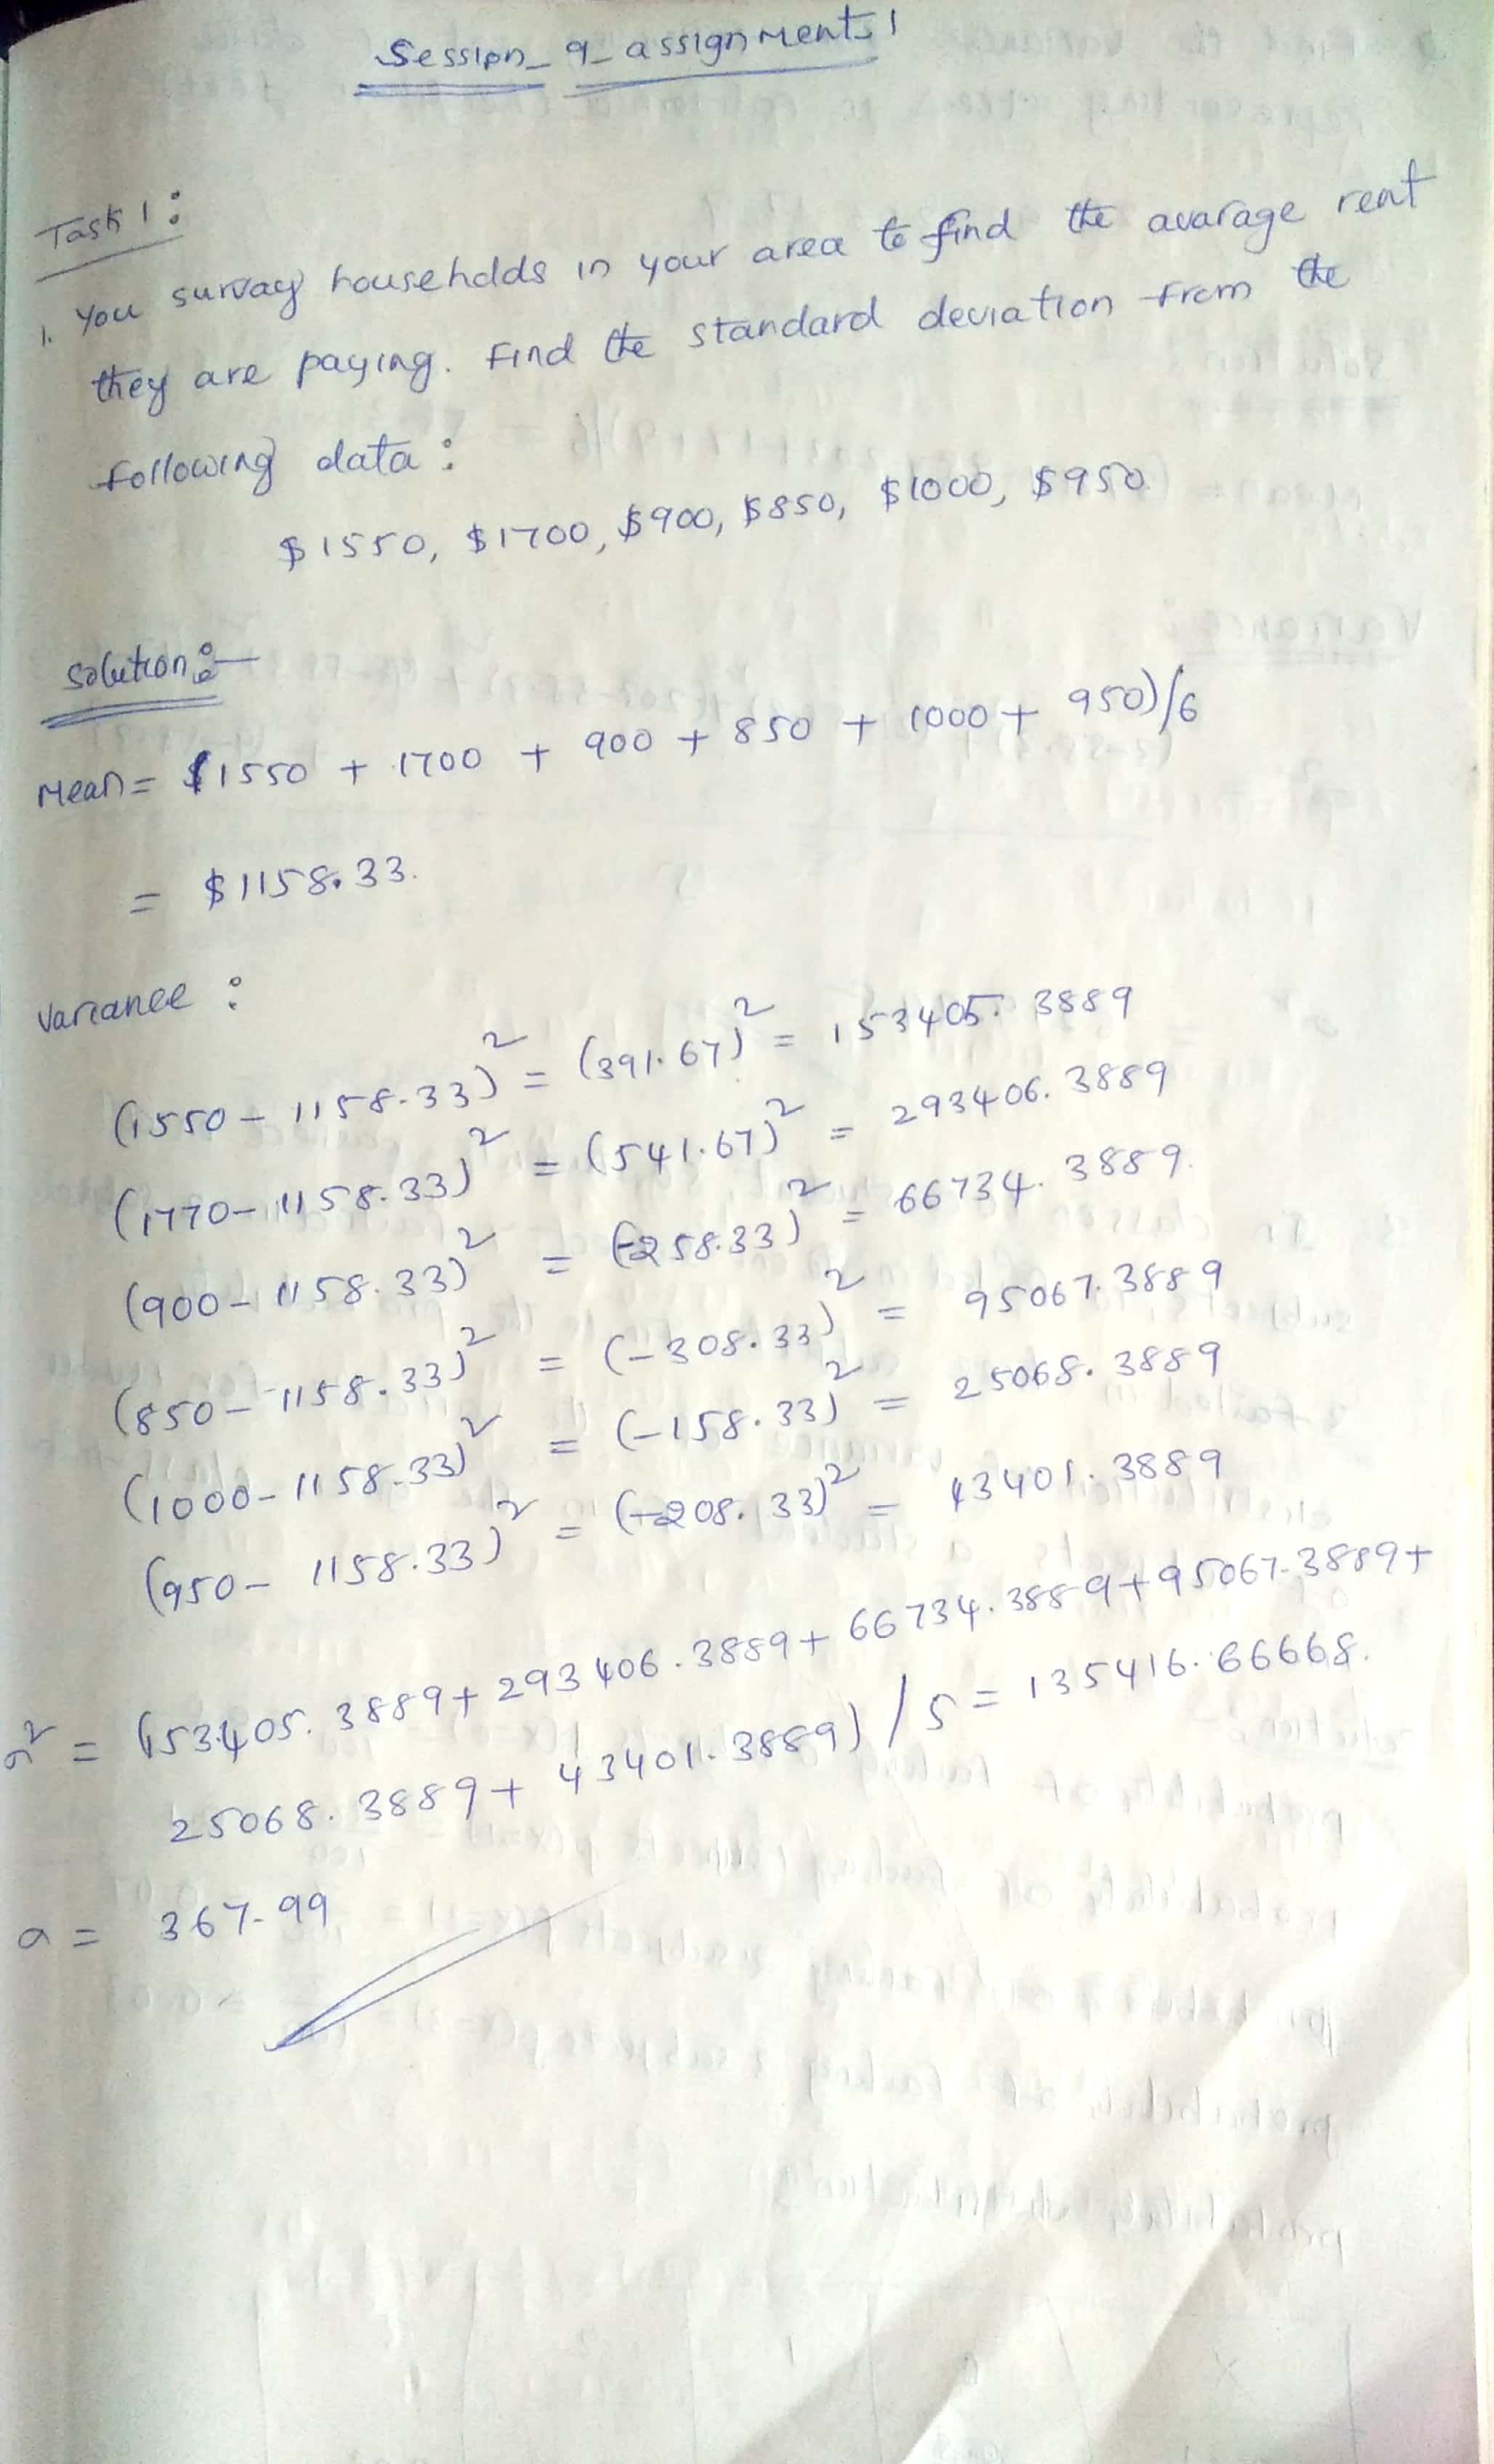 Session_9_assignment1
Task 1:
1. You survay households in your area to find the avarage rent
they are paying. Find the standard deviation from the
following data:
$1550, $1700, $900, $850, $1000, $950.
Solution:-
Mean = $1550 + 1700 + 900 + 850 + 1000 + 950)/6
= $1158.33.
Variance :
(1550 - 1158.33)² = (391.67)² = 153405.3889
(1770 - 1158.33)² = (541.67)² = 293406.3889
(900 - 1158.33)² = (-258.33)² = 66734.3889.
(850 - 1158.33)² = (-308.33)² = 95067.3889
(1000 - 1158.33)² = (-158.33)² = 25068.3889
(950 - 1158.33)² = (-208.33)² = 43401.3889
σ² = (153405.3889 + 293406.3889 + 66734.3889 + 95067.3889 +
25068.3889 + 43401.3889) / 5 = 135416.66668.
σ = 367.99